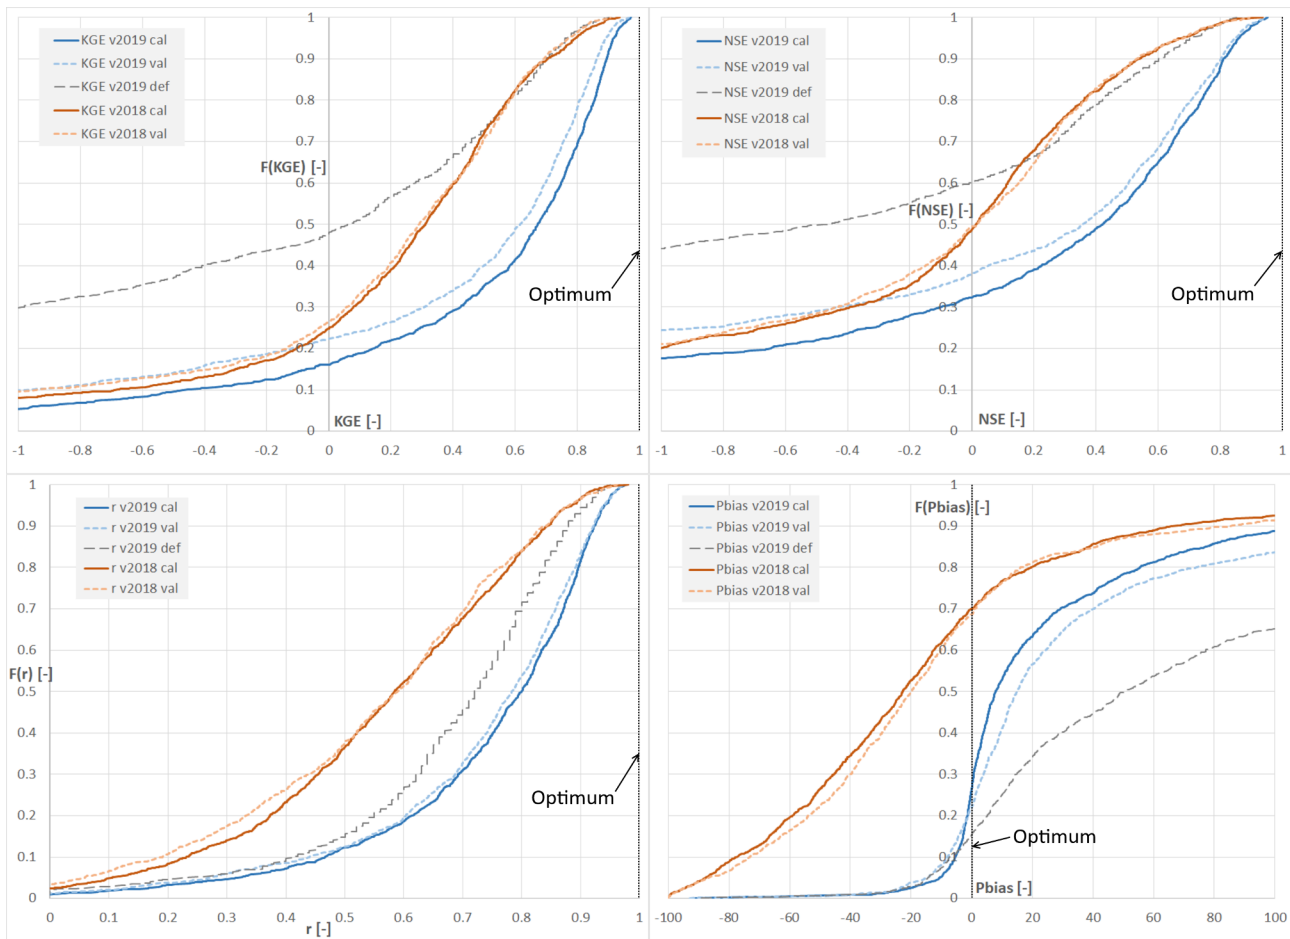 KGE v2019 cal
KGE v2019 val
KGE v2019 def
KGE v2018 cal
KGE v2018 val
F(KGE) [-]
1
0.9
0.8
0.7
0.6
0.5
0.4
0.3
0.2
0.1
0
Optimum
KGE [-]
-1 -0.8 -0.6 -0.4 -0.2 0 0.2 0.4 0.6 0.8 1
NSE v2019 cal
NSE v2019 val
NSE v2019 def
NSE v2018 cal
NSE v2018 val
F(NSE) [-]
1
0.9
0.8
0.7
0.6
0.5
0.4
0.3
0.2
0.1
0
Optimum
NSE [-]
-1 -0.8 -0.6 -0.4 -0.2 0 0.2 0.4 0.6 0.8 1
r v2019 cal
r v2019 val
r v2019 def
r v2018 cal
r v2018 val
F(r) [-]
1
0.9
0.8
0.7
0.6
0.5
0.4
0.3
0.2
0.1
0
Optimum
0 0.1 0.2 0.3 0.4 0.5 0.6 0.7 0.8 0.9 1
r [-]
Pbias v2019 cal
Pbias v2019 val
Pbias v2019 def
Pbias v2018 cal
Pbias v2018 val
F(Pbias) [-]
1
0.9
0.8
0.7
0.6
0.5
0.4
0.3
0.2
0.1
0
Optimum
Pbias [-]
-100 -80 -60 -40 -20 0 20 40 60 80 100